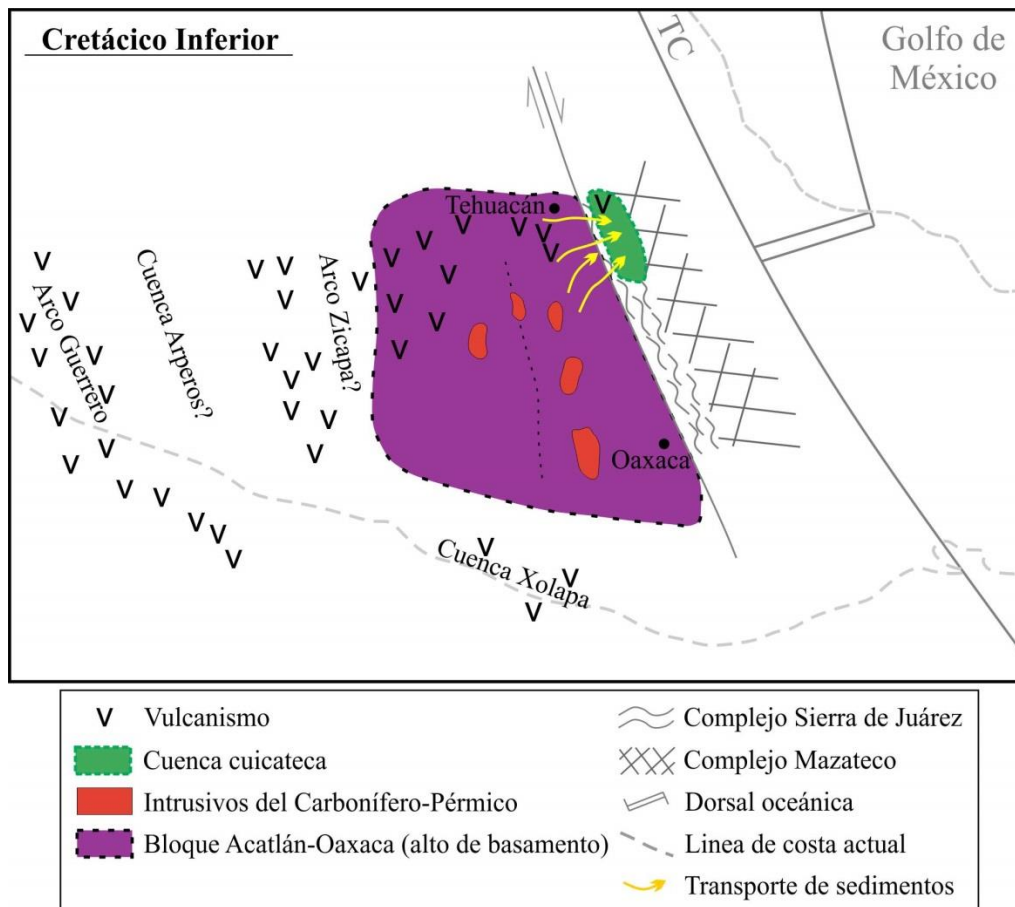 Cretácico Inferior
TC
Golfo de
México
Tehuacán
Arco Guerrero
Cuenca Arperos?
Arco Zicapa?
Oaxaca
Cuenca Xolapa
V Vulcanismo
Cuenca cuicateca
Intrusivos del Carbonífero-Pérmico
Bloque Acatlán-Oaxaca (alto de basamento)
Complejo Sierra de Juárez
Complejo Mazateco
Dorsal oceánica
Linea de costa actual
Transporte de sedimentos